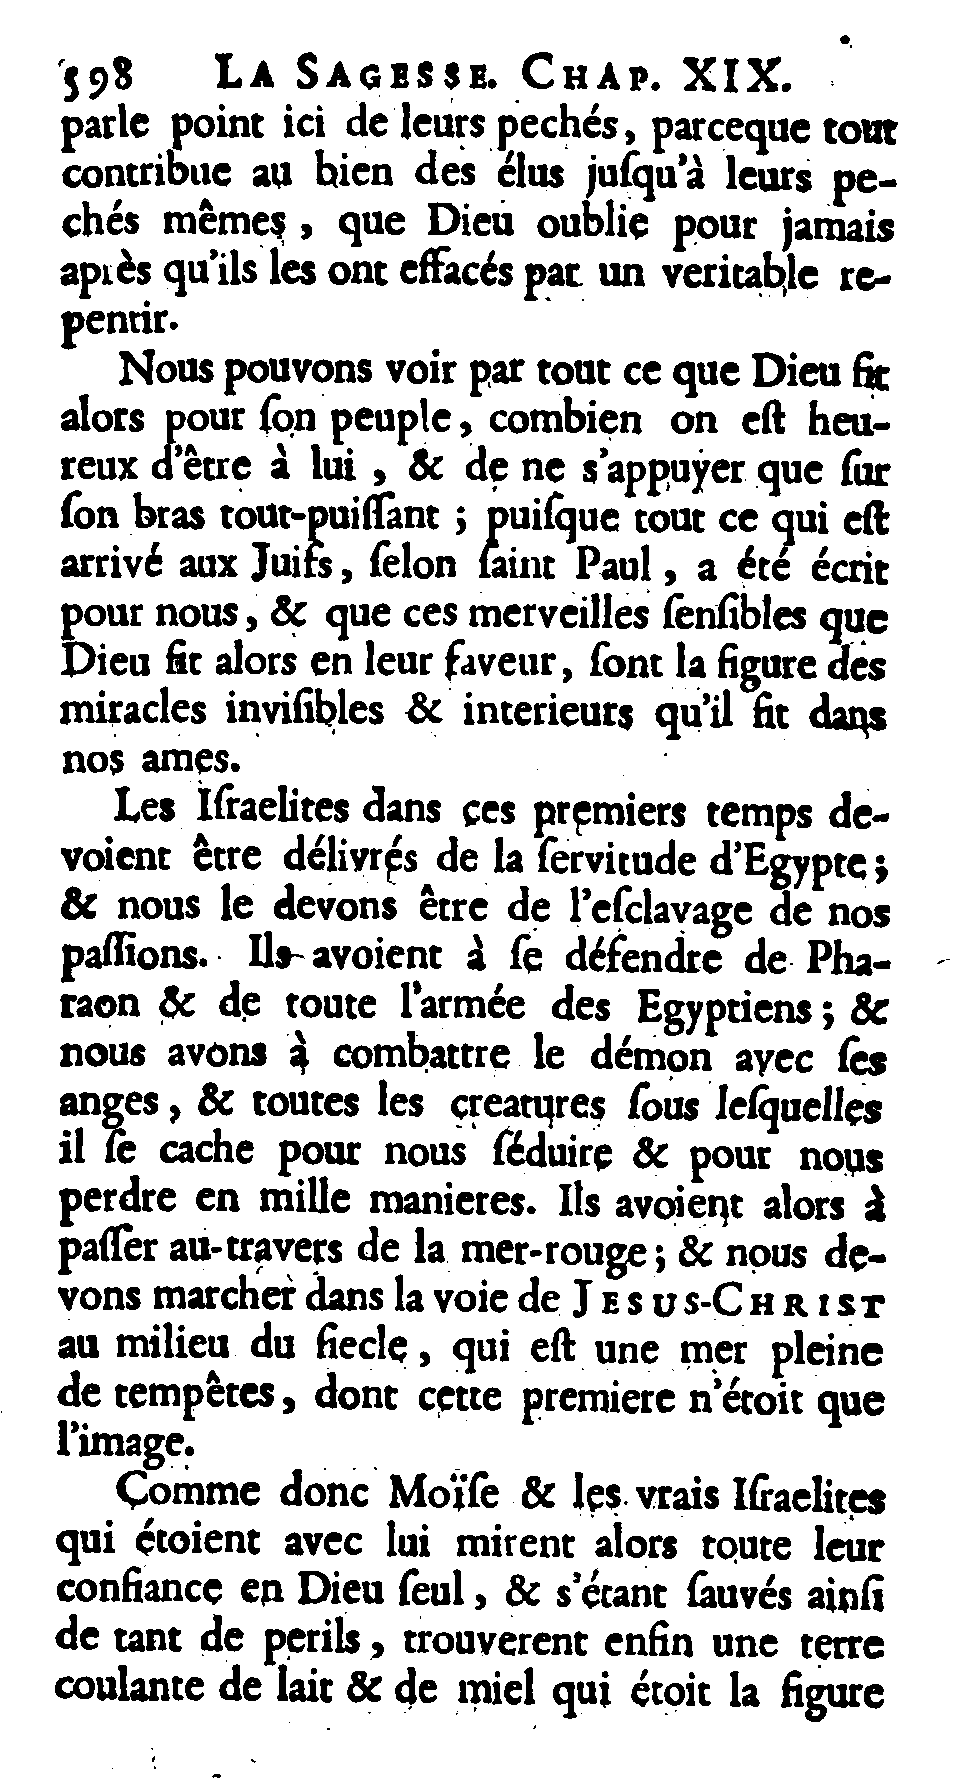 598 LA SAGESSE. CHAP. XIX.
parle point ici de leurs pechés, parceque tout
contribue au bien des élus juſqu'à leurs pe-
chés mêmes, que Dieu oublie pour jamais
après qu'ils les ont effacés par un veritable re-
pentir.
Nous pouvons voir par tout ce que Dieu fit
alors pour ſon peuple, combien on eſt heu-
reux d'être à lui, & de ne s'appuyer que ſur
ſon bras tout-puiſſant ; puiſque tout ce qui eſt
arrivé aux Juifs, ſelon ſaint Paul, a été écrit
pour nous, & que ces merveilles ſenſibles que
Dieu fit alors en leur faveur, ſont la figure des
miracles inviſibles & interieurs qu'il fit dans
nos ames.
Les Iſraelites dans ces premiers temps de-
voient être délivrés de la ſervitude d'Egypte ;
& nous le devons être de l'eſclavage de nos
paſſions. Ils avoient à ſe défendre de Pha-
raon & de toute l'armée des Egyptiens ; &
nous avons à combattre le démon avec ſes
anges, & toutes les creatures ſous leſquelles
il ſe cache pour nous ſéduire & pour nous
perdre en mille manieres. Ils avoient alors à
paſſer au-travers de la mer-rouge ; & nous de-
vons marcher dans la voie de JESUS-CHRIST
au milieu du ſiecle, qui eſt une mer pleine
de tempêtes, dont cette premiere n'étoit que
l'image.
Comme donc Moïſe & les vrais Iſraelites
qui étoient avec lui mirent alors toute leur
confiance en Dieu ſeul, & s'étant ſauvés ainſi
de tant de perils, trouverent enfin une terre
coulante de lait & de miel qui étoit la figure